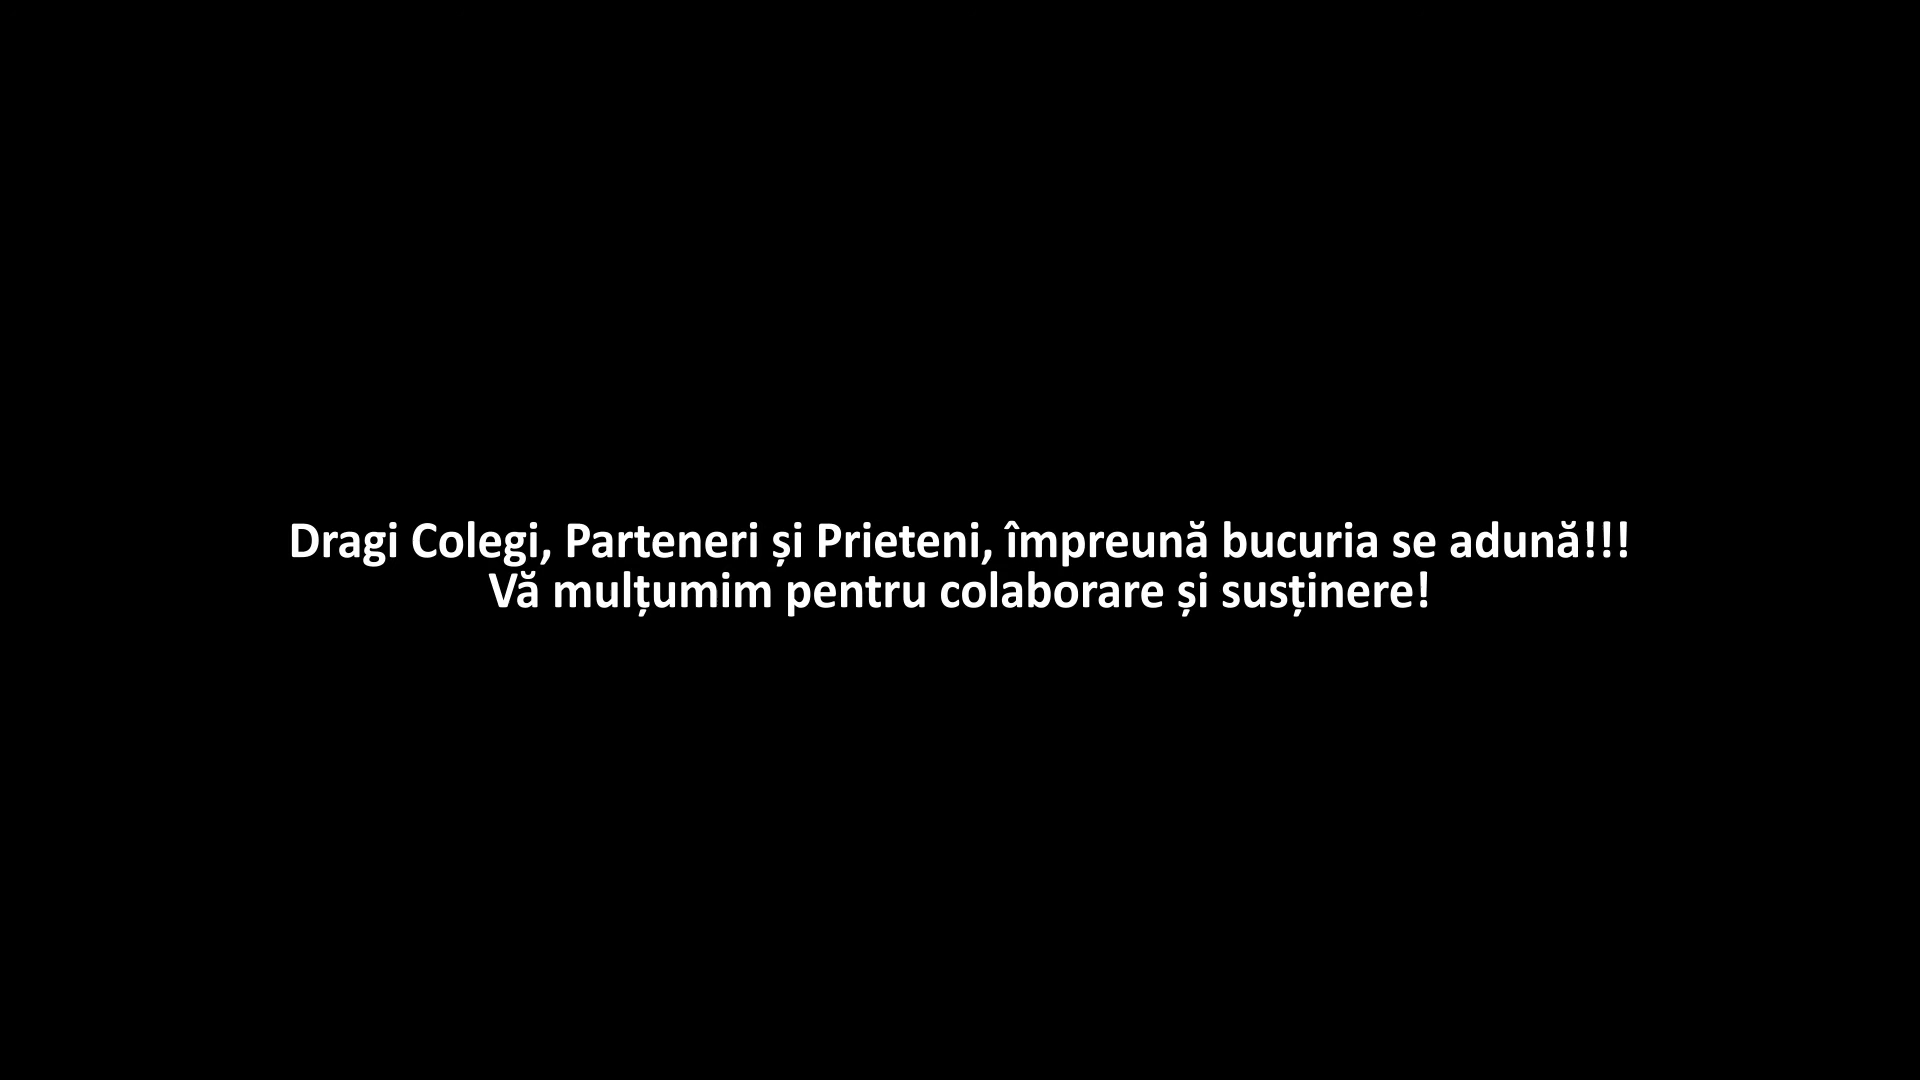 Dragi Colegi, Parteneri și Prieteni, împreună bucuria se adună!!!
Vă mulțumim pentru colaborare și susținere!